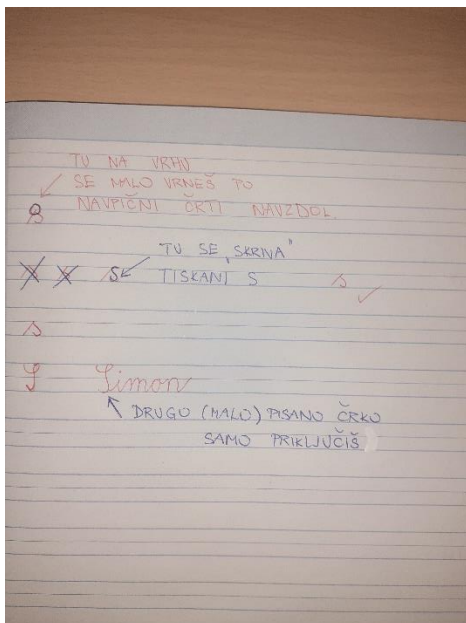 TU NA VRHU
SE MALO VRNEŠ PO
NAVPIČNI ČRTI NAVZDOL.
s
TU SE „SKRIVA"
s s TISKANI S s
s
S Simon
DRUGO (MALO) PISANO ČRKO
SAMO PRIKLJUČIŠ